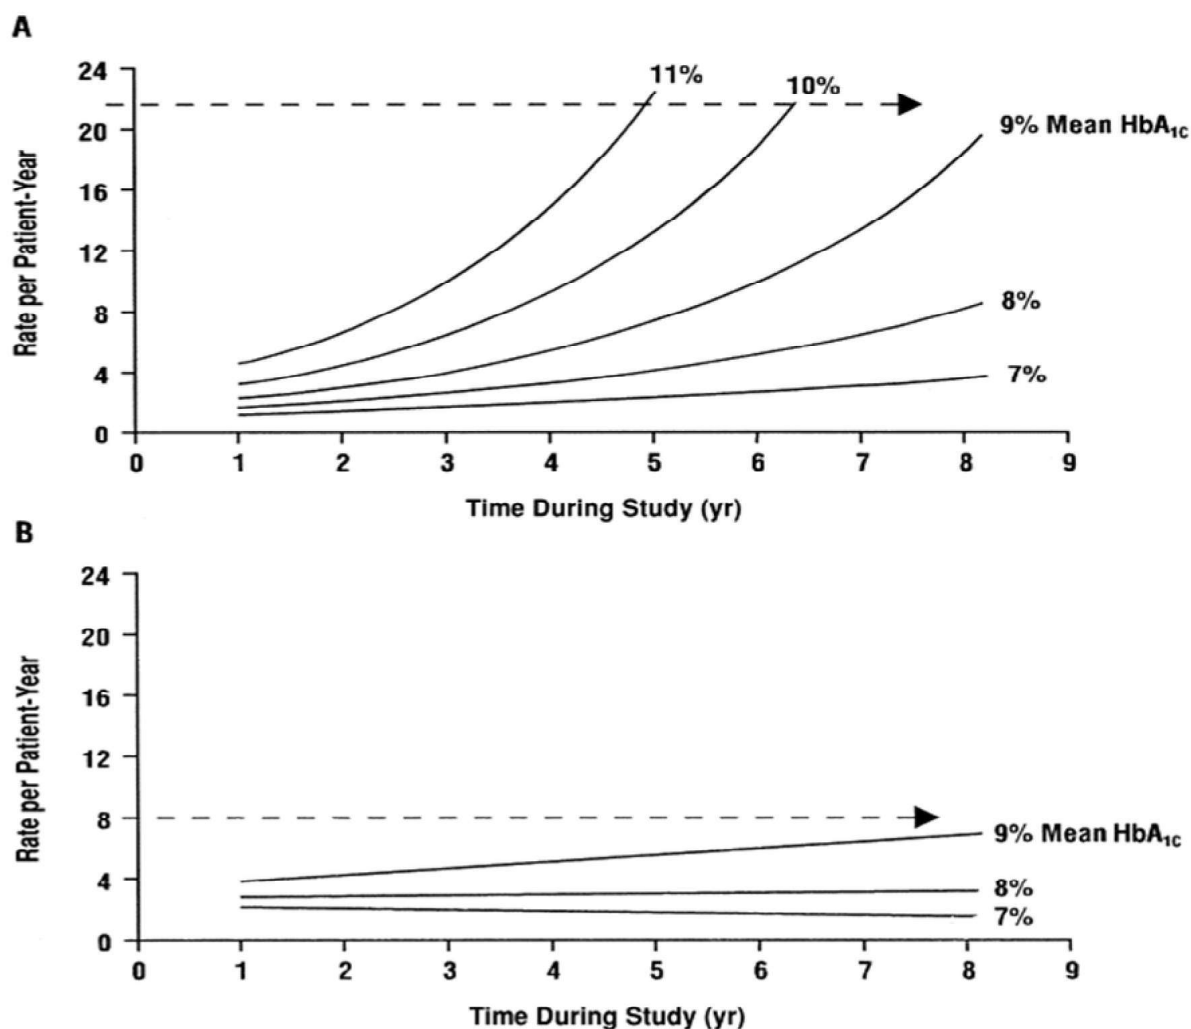 A
24
20
16
12
8
4
0
Rate per Patient-Year
11%
10%
9% Mean HbA1C
8%
7%
0 1 2 3 4 5 6 7 8 9
Time During Study (yr)
B
24
20
16
12
8
4
0
Rate per Patient-Year
9% Mean HbA1C
8%
7%
0 1 2 3 4 5 6 7 8 9
Time During Study (yr)